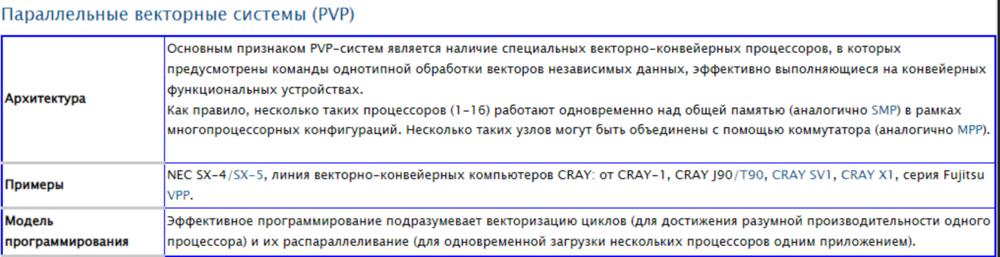 Параллельные векторные системы (PVP)
Архитектура
Основным признаком PVP-систем является наличие специальных векторно-конвейерных процессоров, в которых
предусмотрены команды однотипной обработки векторов независимых данных, эффективно выполняющиеся на конвейерных
функциональных устройствах.
Как правило, несколько таких процессоров (1-16) работают одновременно над общей памятью (аналогично SMP) в рамках
многопроцессорных конфигураций. Несколько таких узлов могут быть объединены с помощью коммутатора (аналогично MPP).
Примеры
NEC SX-4/SX-5, линия векторно-конвейерных компьютеров CRAY: от CRAY-1, CRAY J90/T90, CRAY SV1, CRAY X1, серия Fujitsu
VPP.
Модель
программирования
Эффективное программирование подразумевает векторизацию циклов (для достижения разумной производительности одного
процессора) и их распараллеливание (для одновременной загрузки нескольких процессоров одним приложением).